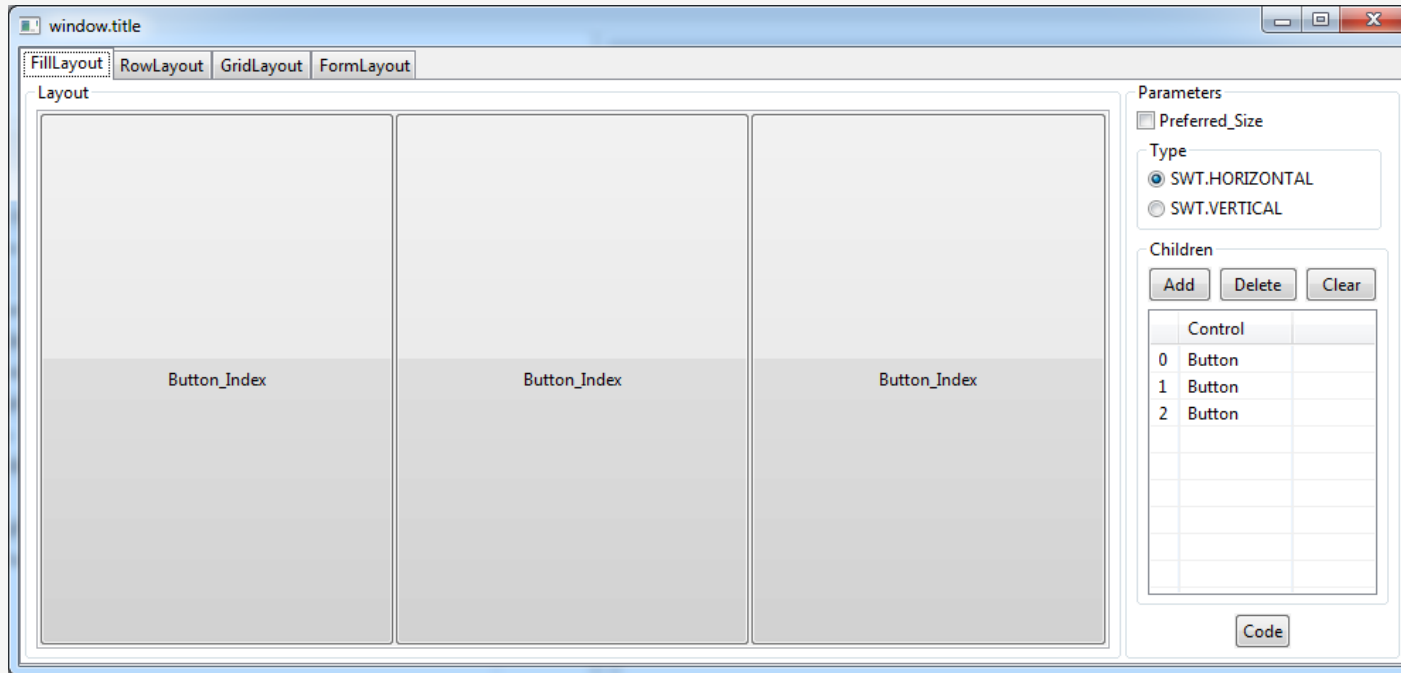 window.title
FillLayout RowLayout GridLayout FormLayout
Layout
Button_Index Button_Index Button_Index
Parameters
Preferred_Size
Type
SWT.HORIZONTAL
SWT.VERTICAL
Children
Add Delete Clear
Control
0 Button
1 Button
2 Button
Code